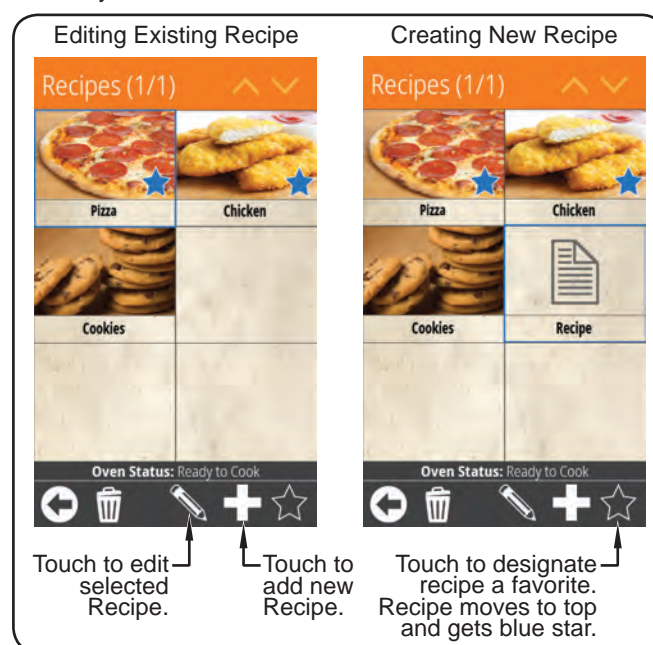 Editing Existing Recipe
Creating New Recipe
Recipes (1/1)
Pizza
Chicken
Cookies
Oven Status: Ready to Cook
Touch to edit
selected
Recipe.
Touch to
add new
Recipe.
Recipes (1/1)
Pizza
Chicken
Cookies
Recipe
Oven Status: Ready to Cook
Touch to designate
recipe a favorite.
Recipe moves to top
and gets blue star.